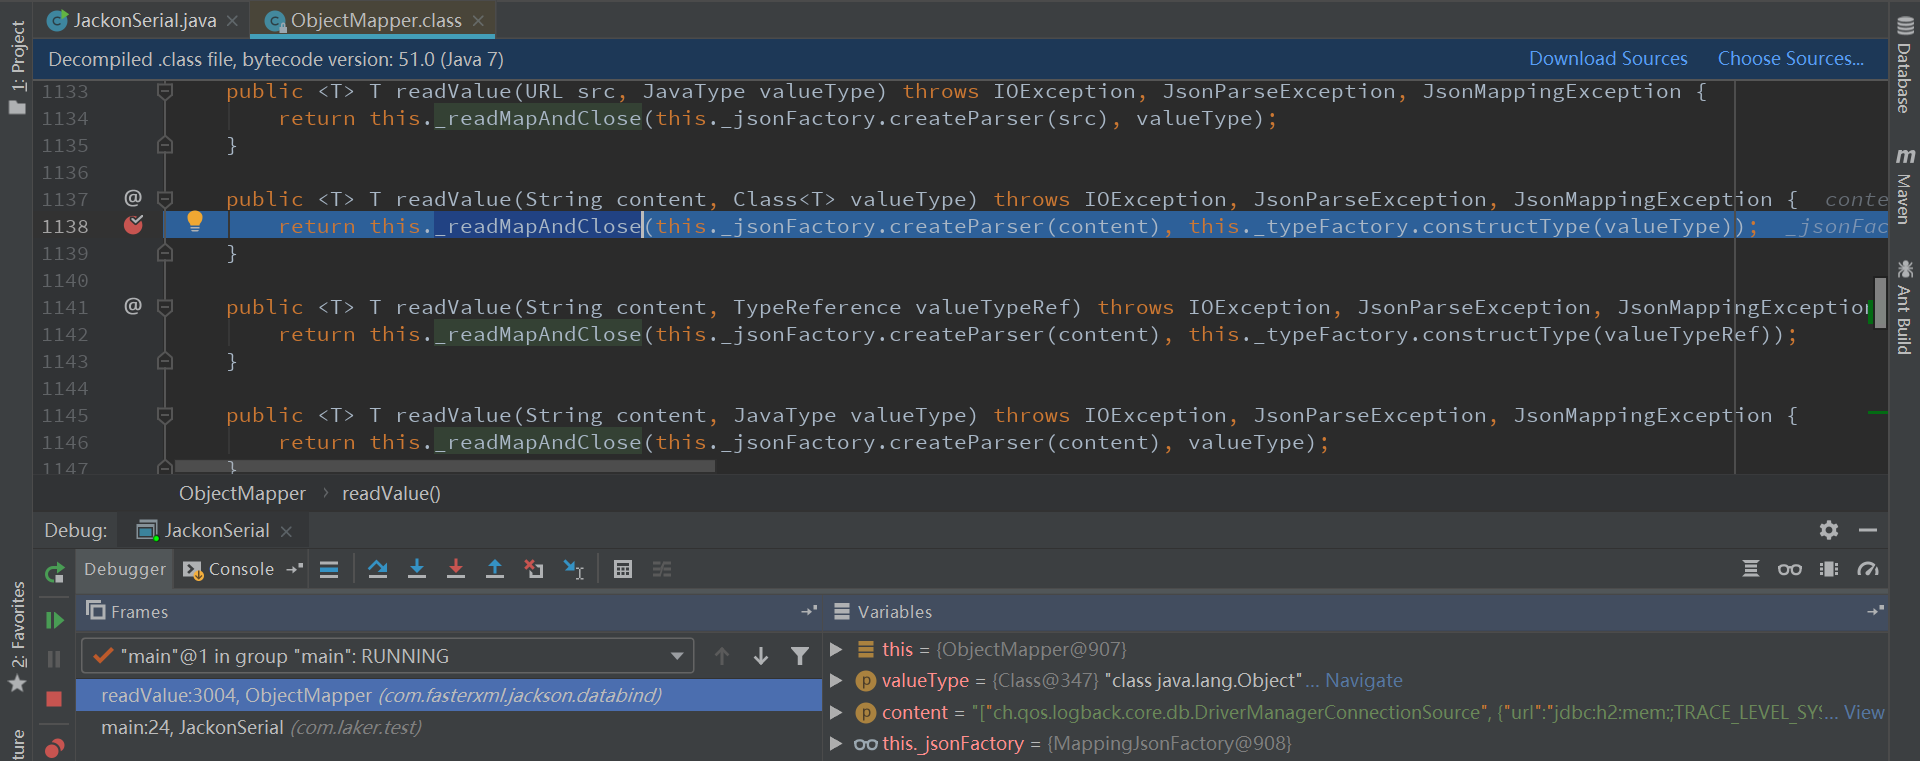 JackonSerial.java
ObjectMapper.class
Decompiled .class file, bytecode version: 51.0 (Java 7)
Download Sources
Choose Sources...
1133 public <T> T readValue(URL src, JavaType valueType) throws IOException, JsonParseException, JsonMappingException {
1134 return this._readMapAndClose(this._jsonFactory.createParser(src), valueType);
1135 }
1136
1137 @ public <T> T readValue(String content, Class<T> valueType) throws IOException, JsonParseException, JsonMappingException { conte
1138 return this._readMapAndClose(this._jsonFactory.createParser(content), this._typeFactory.constructType(valueType)); _jsonFac
1139 }
1140
1141 @ public <T> T readValue(String content, TypeReference valueTypeRef) throws IOException, JsonParseException, JsonMappingException
1142 return this._readMapAndClose(this._jsonFactory.createParser(content), this._typeFactory.constructType(valueTypeRef));
1143 }
1144
1145 public <T> T readValue(String content, JavaType valueType) throws IOException, JsonParseException, JsonMappingException {
1146 return this._readMapAndClose(this._jsonFactory.createParser(content), valueType);
1147 }
ObjectMapper
readValue()
Debug:
JackonSerial
Debugger
Console
Frames
"main"@1 in group "main": RUNNING
readValue:3004, ObjectMapper (com.fasterxml.jackson.databind)
main:24, JackonSerial (com.laker.test)
Variables
this = {ObjectMapper@907}
valueType = {Class@347} "class java.lang.Object"... Navigate
content = "["ch.qos.logback.core.db.DriverManagerConnectionSource", {"url":"jdbc:h2:mem:;TRACE_LEVEL_SYS... View
this._jsonFactory = {MappingJsonFactory@908}
1: Project
2: Favorites
ture
Database
m
Maven
Ant Build